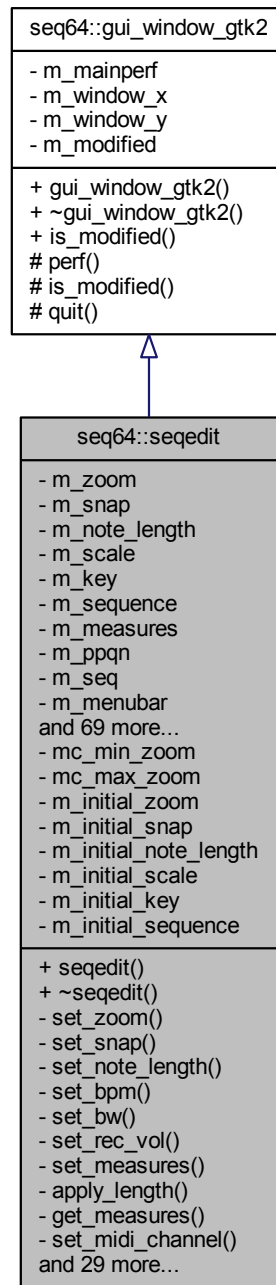 seq64::gui_window_gtk2
- m_mainperf
- m_window_x
- m_window_y
- m_modified
+ gui_window_gtk2()
+ ~gui_window_gtk2()
+ is_modified()
# perf()
# is_modified()
# quit()
seq64::seqedit
- m_zoom
- m_snap
- m_note_length
- m_scale
- m_key
- m_sequence
- m_measures
- m_ppqn
- m_seq
- m_menubar
and 69 more...
- mc_min_zoom
- mc_max_zoom
- m_initial_zoom
- m_initial_snap
- m_initial_note_length
- m_initial_scale
- m_initial_key
- m_initial_sequence
+ seqedit()
+ ~seqedit()
- set_zoom()
- set_snap()
- set_note_length()
- set_bpm()
- set_bw()
- set_rec_vol()
- set_measures()
- apply_length()
- get_measures()
- set_midi_channel()
and 29 more...